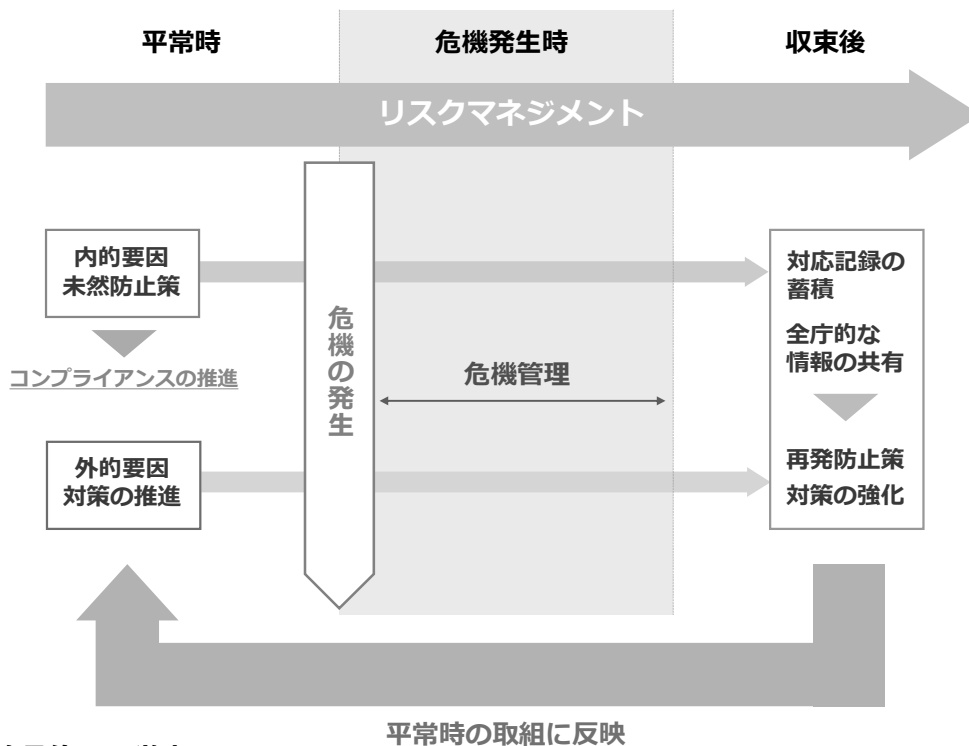 平常時
危機発生時
収束後
リスクマネジメント
内的要因
未然防止策
コンプライアンスの推進
外的要因
対策の推進
危機の発生
危機管理
対応記録の
蓄積
全庁的な
情報の共有
再発防止策
対策の強化
平常時の取組に反映